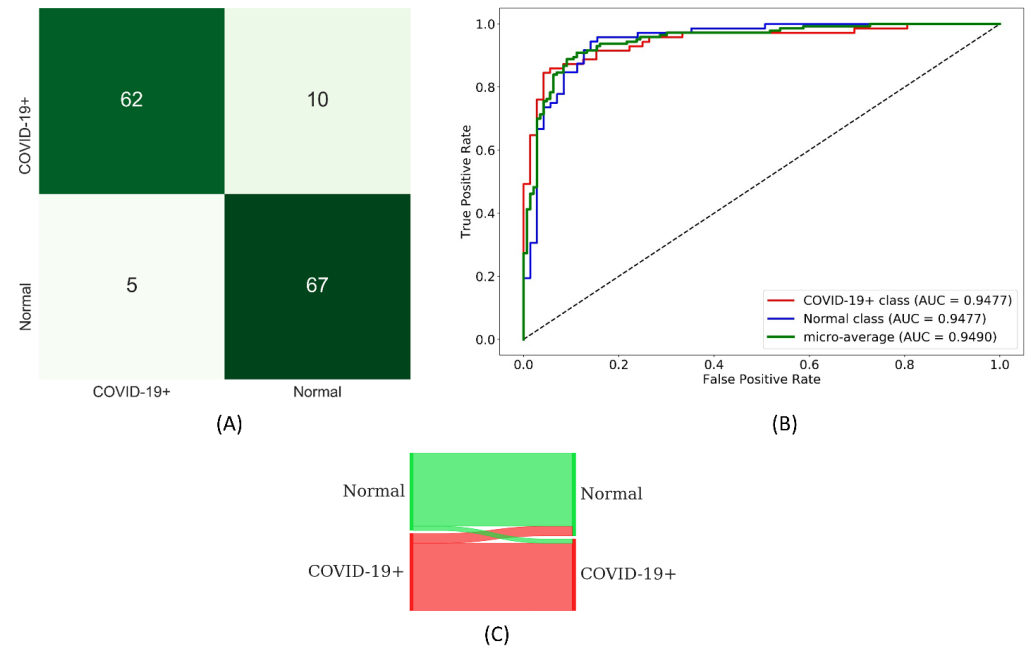 COVID-19+
62
10
Normal
5
67
COVID-19+
Normal
(A)
True Positive Rate
1.0
0.8
0.6
0.4
0.2
0.0
COVID-19+ class (AUC = 0.9477)
Normal class (AUC = 0.9477)
micro-average (AUC = 0.9490)
0.0
0.2
0.4
0.6
0.8
1.0
False Positive Rate
(B)
Normal
Normal
COVID-19+
COVID-19+
(C)